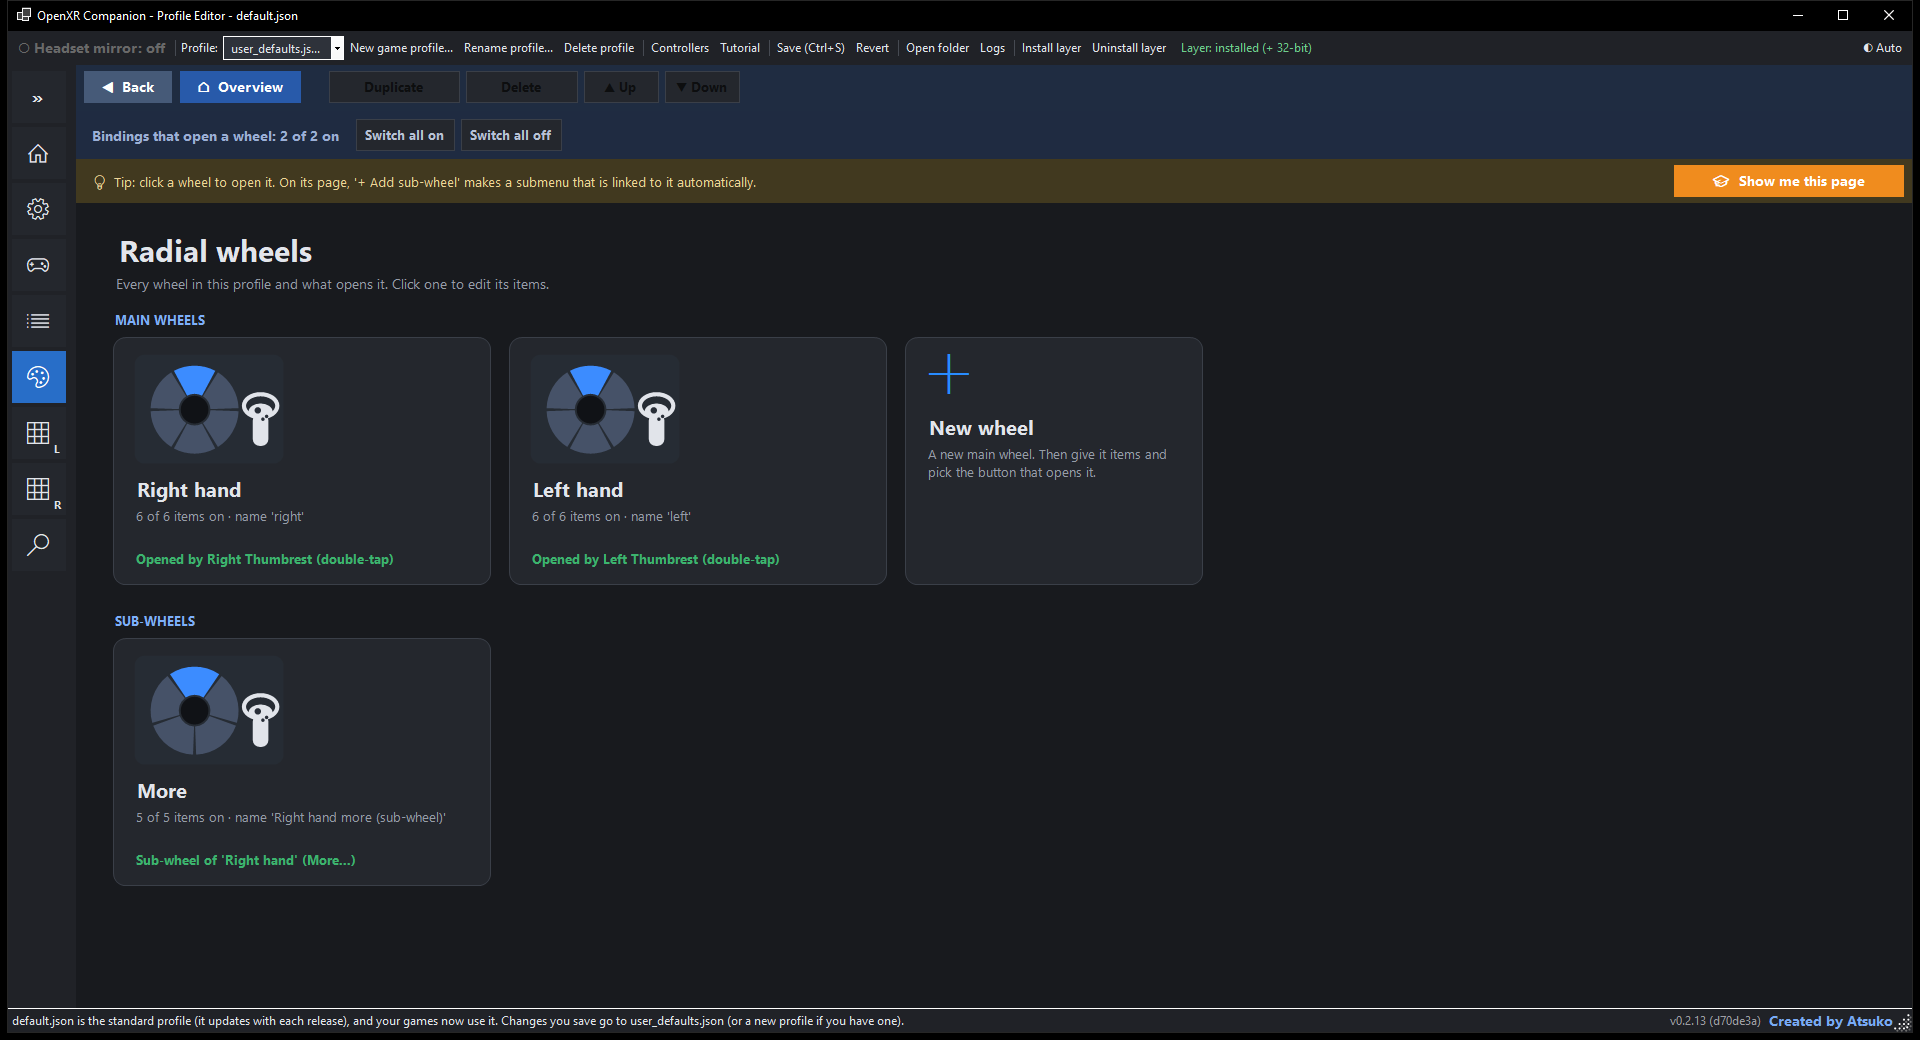 OpenXR Companion - Profile Editor - default.json
Headset mirror: off
Profile:
user_defaults.js...
New game profile...
Rename profile...
Delete profile
Controllers
Tutorial
Save (Ctrl+S)
Revert
Open folder
Logs
Install layer
Uninstall layer
Layer: installed (+ 32-bit)
Auto
Back
Overview
Duplicate
Delete
Up
Down
Bindings that open a wheel: 2 of 2 on
Switch all on
Switch all off
Tip: click a wheel to open it. On its page, '+ Add sub-wheel' makes a submenu that is linked to it automatically.
Show me this page
L
R
Radial wheels
Every wheel in this profile and what opens it. Click one to edit its items.
MAIN WHEELS
Right hand
6 of 6 items on · name 'right'
Opened by Right Thumbrest (double-tap)
Left hand
6 of 6 items on · name 'left'
Opened by Left Thumbrest (double-tap)
New wheel
A new main wheel. Then give it items and
pick the button that opens it.
SUB-WHEELS
More
5 of 5 items on · name 'Right hand more (sub-wheel)'
Sub-wheel of 'Right hand' (More...)
default.json is the standard profile (it updates with each release), and your games now use it. Changes you save go to user_defaults.json (or a new profile if you have one).
v0.2.13 (d70de3a)
Created by Atsuko